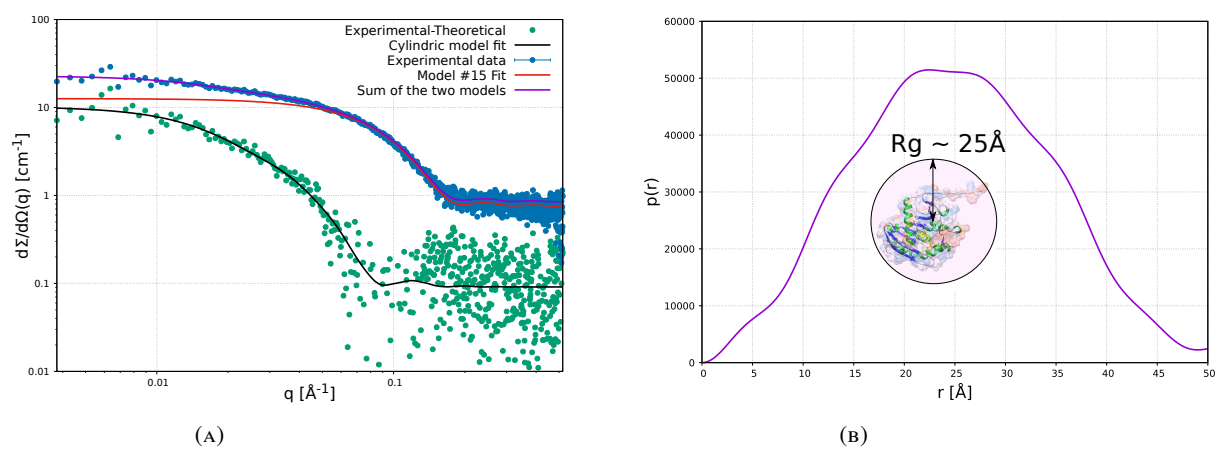 Experimental-Theoretical
Cylindric model fit
Experimental data
Model #15 Fit
Sum of the two models
dΣ/dΩ(q) [cm⁻¹]
100
10
1
0.1
0.01
0.01
0.1
q [Å⁻¹]
(A)
p(r)
60000
50000
40000
30000
20000
10000
0
Rg ~ 25Å
0
5
10
15
20
25
30
35
40
45
50
r [Å]
(B)